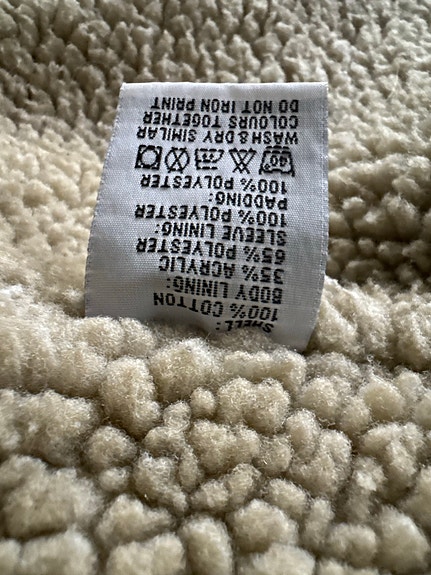 SHELL:
100% COTTON
BODY LINING:
35% ACRYLIC
65% POLYESTER
SLEEVE LINING:
100% POLYESTER
PADDING:
100% POLYESTER
40
WASH & DRY SIMILAR
COLOURS TOGETHER
DO NOT IRON PRINT